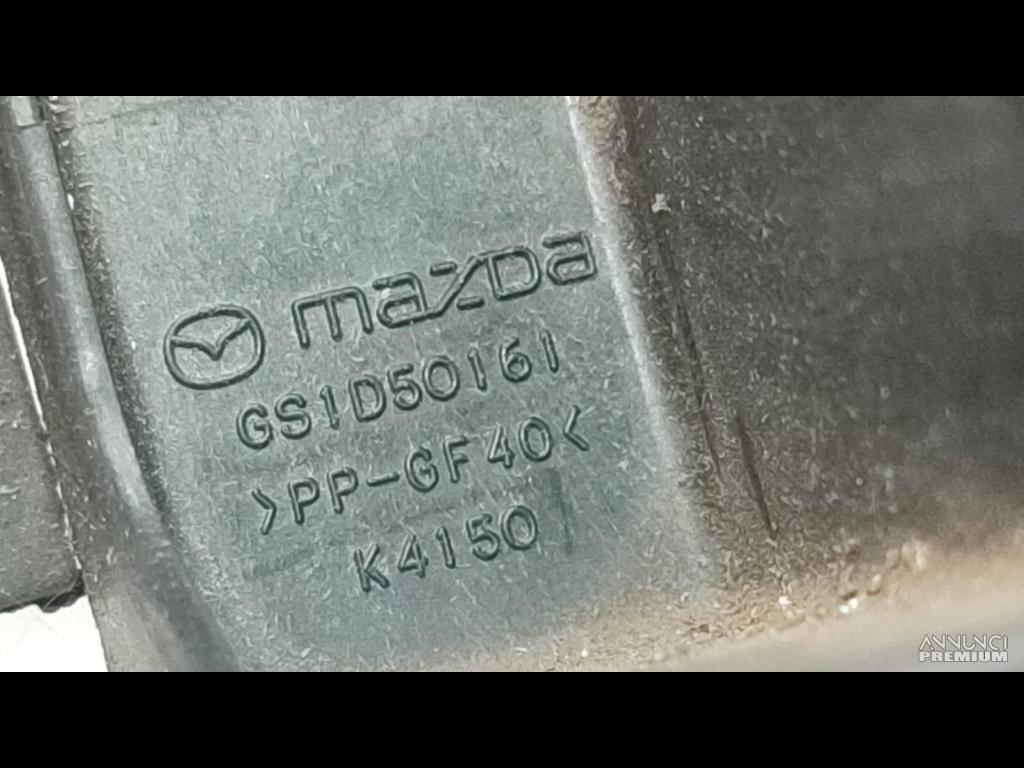 mazda
GS1D50161
>PP-GF40<
K4150
ANNUNCI
PREMIUM